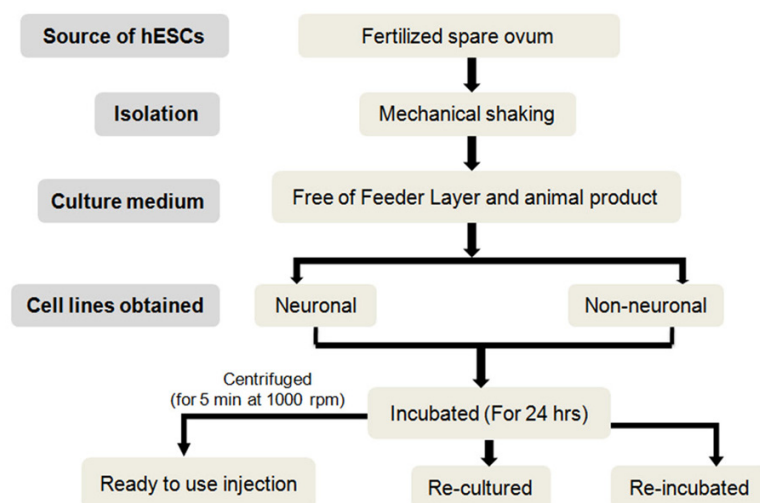 Source of hESCs
Fertilized spare ovum
Isolation
Mechanical shaking
Culture medium
Free of Feeder Layer and animal product
Cell lines obtained
Neuronal
Non-neuronal
Centrifuged
(for 5 min at 1000 rpm)
Incubated (For 24 hrs)
Ready to use injection
Re-cultured
Re-incubated